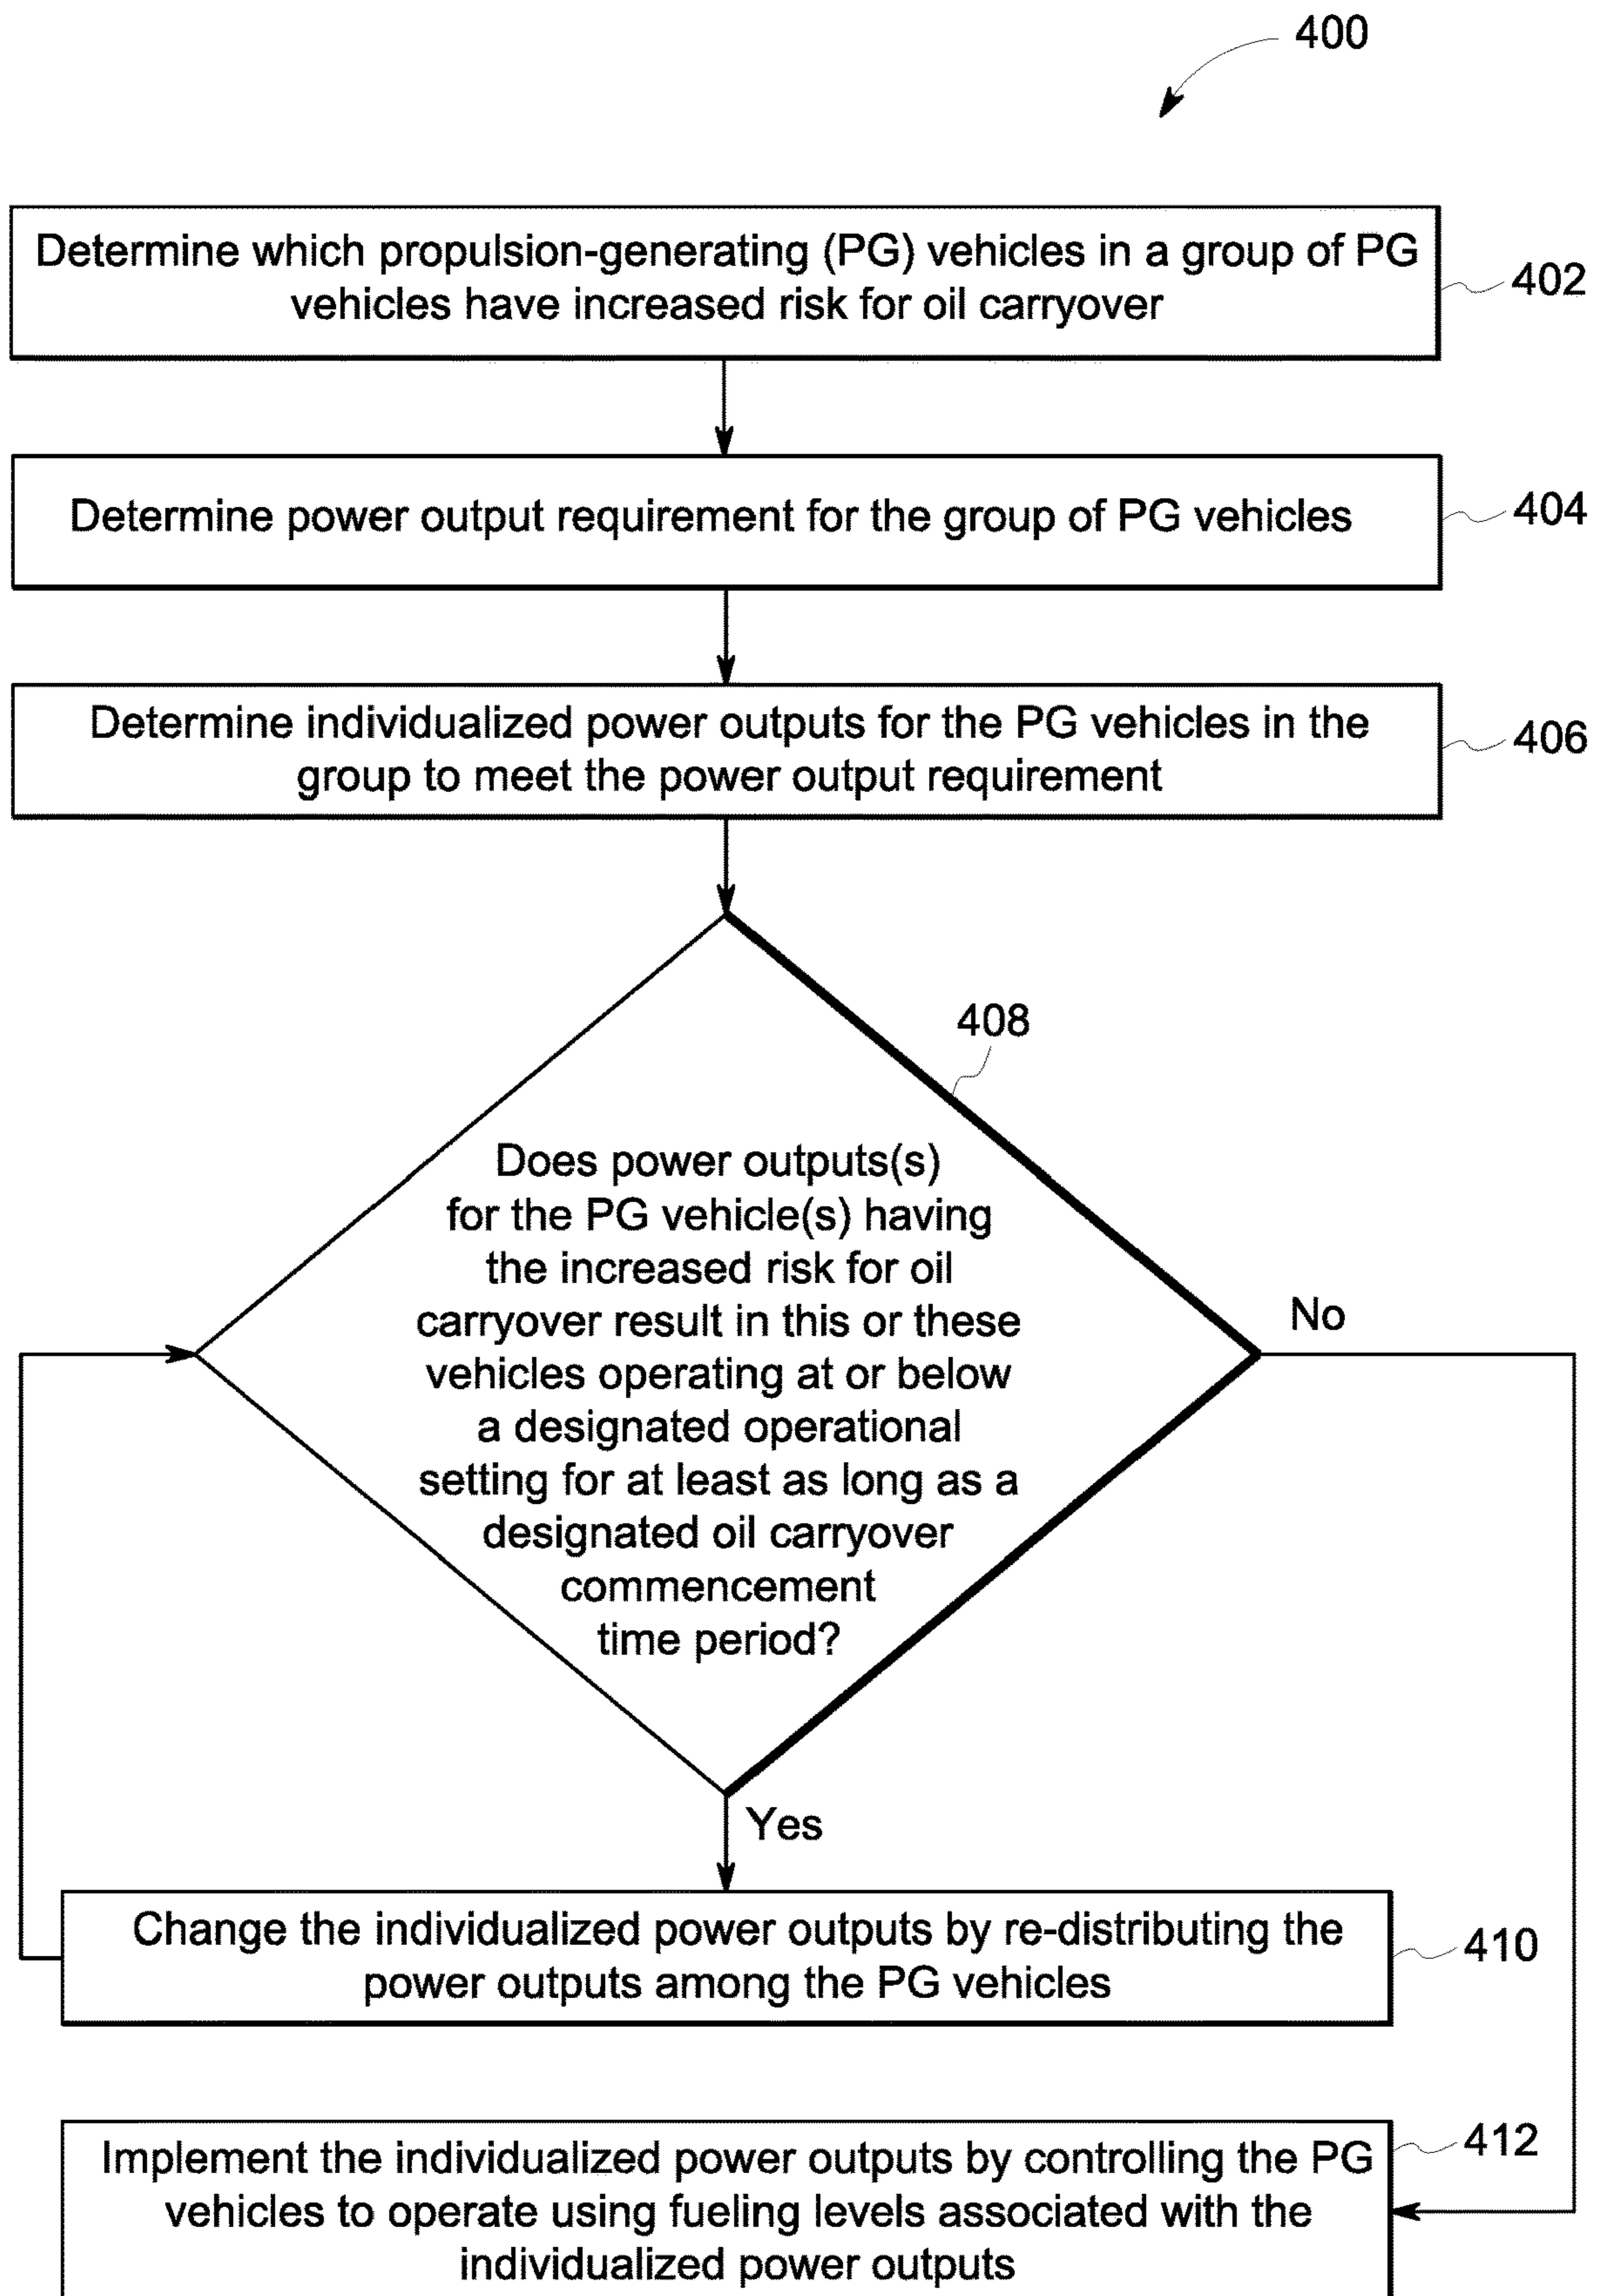 400
Determine which propulsion-generating (PG) vehicles in a group of PG
vehicles have increased risk for oil carryover
402
Determine power output requirement for the group of PG vehicles
404
Determine individualized power outputs for the PG vehicles in the
group to meet the power output requirement
406
408
Does power outputs(s)
for the PG vehicle(s) having
the increased risk for oil
carryover result in this or these
vehicles operating at or below
a designated operational
setting for at least as long as a
designated oil carryover
commencement
time period?
No
Yes
Change the individualized power outputs by re-distributing the
power outputs among the PG vehicles
410
Implement the individualized power outputs by controlling the PG
vehicles to operate using fueling levels associated with the
individualized power outputs
412